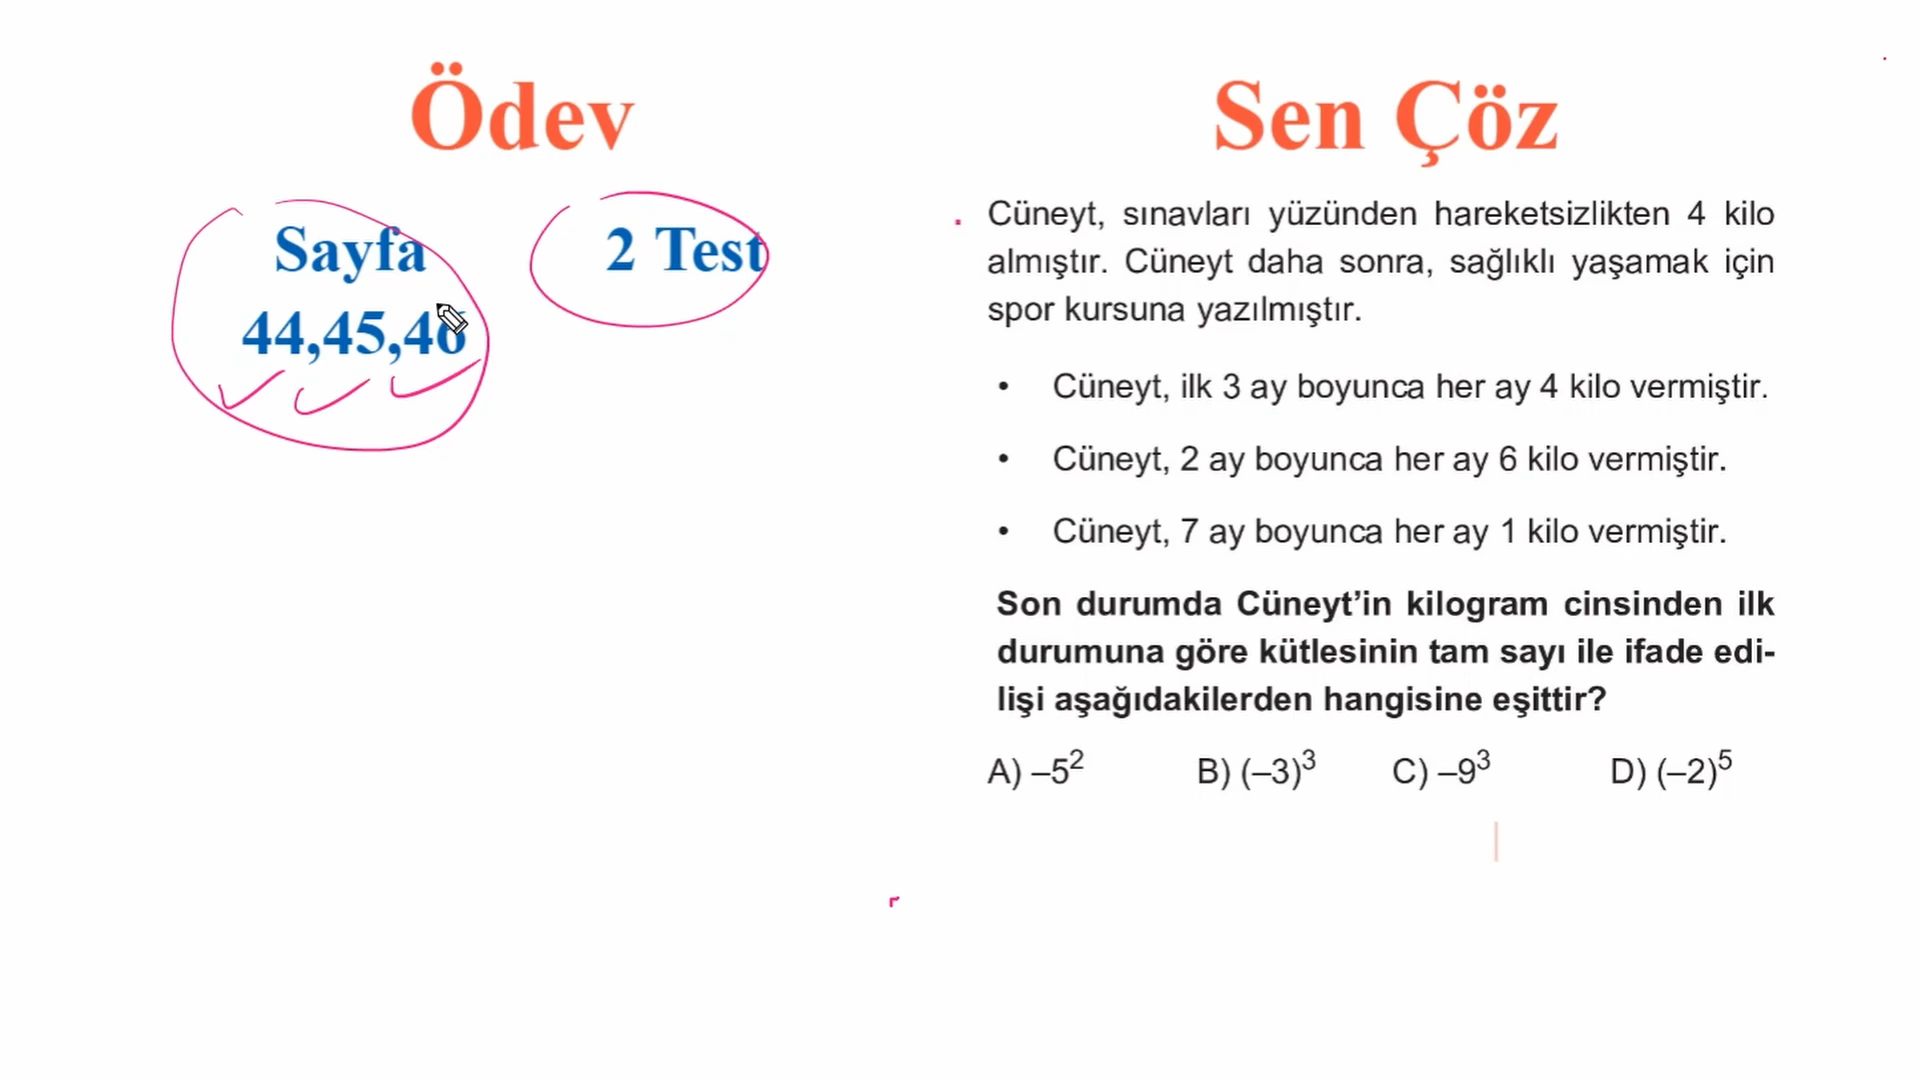 Ödev
Sayfa
44,45,46
2 Test
Sen Çöz
Cüneyt, sınavları yüzünden hareketsizlikten 4 kilo
almıştır. Cüneyt daha sonra, sağlıklı yaşamak için
spor kursuna yazılmıştır.
• Cüneyt, ilk 3 ay boyunca her ay 4 kilo vermiştir.
• Cüneyt, 2 ay boyunca her ay 6 kilo vermiştir.
• Cüneyt, 7 ay boyunca her ay 1 kilo vermiştir.
Son durumda Cüneyt’in kilogram cinsinden ilk
durumuna göre kütlesinin tam sayı ile ifade edi-
lişi aşağıdakilerden hangisine eşittir?
A) –5² B) (–3)³ C) –9³ D) (–2)⁵